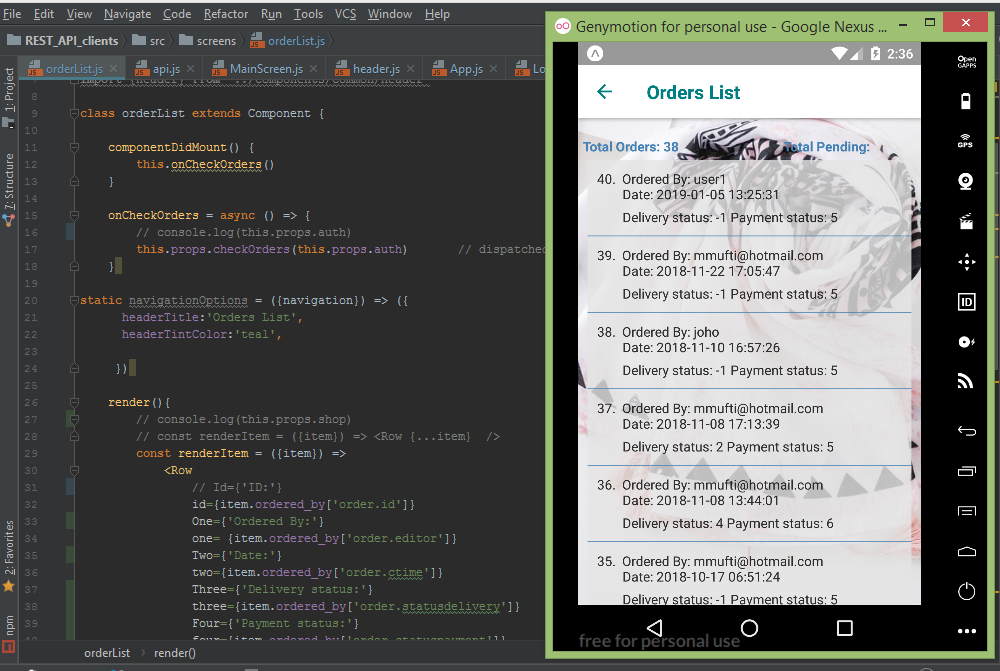 File Edit View Navigate Code Refactor Run Tools VCS Window Help
REST_API_clients src screens orderList.js
orderList.js api.js MainScreen.js header.js App.js Lo
1: Project
7: Structure
2: Favorites
npm
8
9 class orderList extends Component {
10
11 componentDidMount() {
12 this.onCheckOrders()
13 }
14
15 onCheckOrders = async () => {
16 // console.log(this.props.auth)
17 this.props.checkOrders(this.props.auth) // dispatched
18 }
19
20 static navigationOptions = ({navigation}) => ({
21 headerTitle:'Orders List',
22 headerTintColor:'teal',
23
24 })
25
26 render(){
27 // console.log(this.props.shop)
28 // const renderItem = ({item}) => <Row {...item} />
29 const renderItem = ({item}) =>
30 <Row
31 // Id={'ID:'}
32 id={item.ordered_by['order.id']}
33 One={'Ordered By:'}
34 one= {item.ordered_by['order.editor']}
35 Two={'Date:'}
36 two={item.ordered_by['order.ctime']}
37 Three={'Delivery status:'}
38 three={item.ordered_by['order.statusdelivery']}
39 Four={'Payment status:'}
four={item.ordered_by['order.statuspayment']}
orderList render()
Genymotion for personal use - Google Nexus ...
2:36
Orders List
Total Orders: 38 Total Pending:
40. Ordered By: user1
Date: 2019-01-05 13:25:31
Delivery status: -1 Payment status: 5
39. Ordered By: mmufti@hotmail.com
Date: 2018-11-22 17:05:47
Delivery status: -1 Payment status: 5
38. Ordered By: joho
Date: 2018-11-10 16:57:26
Delivery status: -1 Payment status: 5
37. Ordered By: mmufti@hotmail.com
Date: 2018-11-08 17:13:39
Delivery status: 2 Payment status: 5
36. Ordered By: mmufti@hotmail.com
Date: 2018-11-08 13:44:01
Delivery status: 4 Payment status: 6
35. Ordered By: mmufti@hotmail.com
Date: 2018-10-17 06:51:24
Delivery status: -1 Payment status: 5
free for personal use
Open
GAPPS
GPS
ID